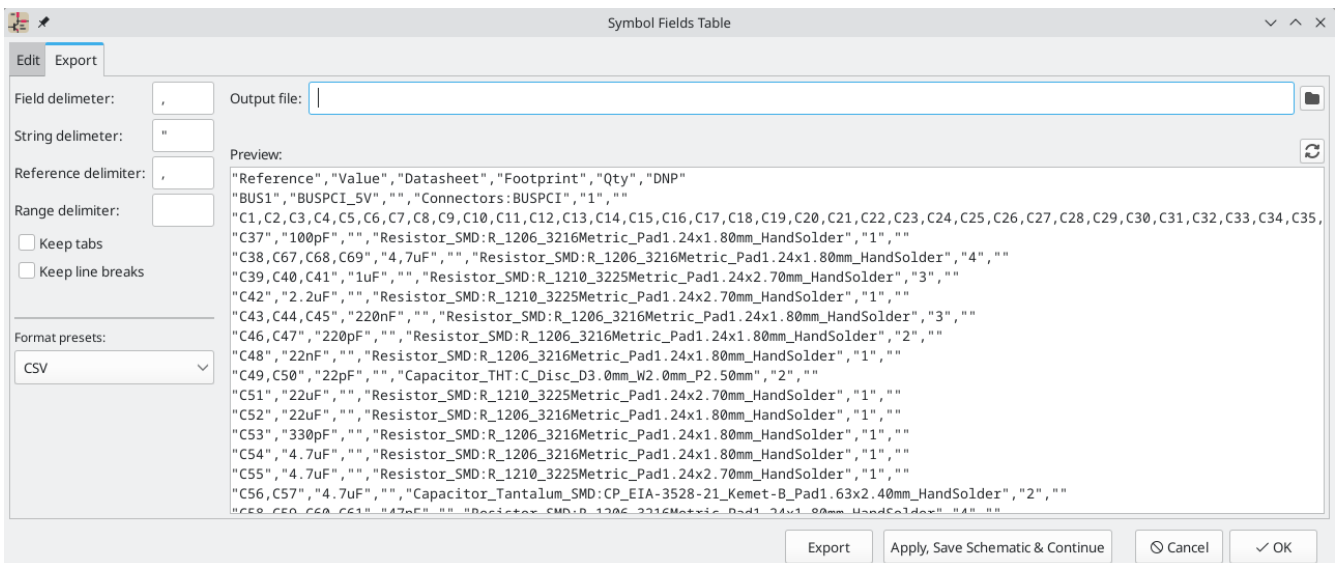 Symbol Fields Table
Edit Export
Field delimeter: ,
Output file:
String delimeter: "
Preview:
Reference delimiter: ,
Range delimiter:
Keep tabs
Keep line breaks
Format presets:
CSV
"Reference","Value","Datasheet","Footprint","Qty","DNP"
"BUS1","BUSPCI_5V","","Connectors:BUSPCI","1",""
"C1,C2,C3,C4,C5,C6,C7,C8,C9,C10,C11,C12,C13,C14,C15,C16,C17,C18,C19,C20,C21,C22,C23,C24,C25,C26,C27,C28,C29,C30,C31,C32,C33,C34,C35,
"C37","100pF","","Resistor_SMD:R_1206_3216Metric_Pad1.24x1.80mm_HandSolder","1",""
"C38,C67,C68,C69","4,7uF","","Resistor_SMD:R_1206_3216Metric_Pad1.24x1.80mm_HandSolder","4",""
"C39,C40,C41","1uF","","Resistor_SMD:R_1210_3225Metric_Pad1.24x2.70mm_HandSolder","3",""
"C42","2.2uF","","Resistor_SMD:R_1210_3225Metric_Pad1.24x2.70mm_HandSolder","1",""
"C43,C44,C45","220nF","","Resistor_SMD:R_1206_3216Metric_Pad1.24x1.80mm_HandSolder","3",""
"C46,C47","220pF","","Resistor_SMD:R_1206_3216Metric_Pad1.24x1.80mm_HandSolder","2",""
"C48","22nF","","Resistor_SMD:R_1206_3216Metric_Pad1.24x1.80mm_HandSolder","1",""
"C49,C50","22pF","","Capacitor_THT:C_Disc_D3.0mm_W2.0mm_P2.50mm","2",""
"C51","22uF","","Resistor_SMD:R_1210_3225Metric_Pad1.24x2.70mm_HandSolder","1",""
"C52","22uF","","Resistor_SMD:R_1206_3216Metric_Pad1.24x1.80mm_HandSolder","1",""
"C53","330pF","","Resistor_SMD:R_1206_3216Metric_Pad1.24x1.80mm_HandSolder","1",""
"C54","4.7uF","","Resistor_SMD:R_1206_3216Metric_Pad1.24x1.80mm_HandSolder","1",""
"C55","4.7uF","","Resistor_SMD:R_1210_3225Metric_Pad1.24x2.70mm_HandSolder","1",""
"C56,C57","4.7uF","","Capacitor_Tantalum_SMD:CP_EIA-3528-21_Kemet-B_Pad1.63x2.40mm_HandSolder","2",""
"C58,C59,C60,C61","47nF","","Resistor_SMD:R_1206_3216Metric_Pad1.24x1.80mm_HandSolder","4",""
Export
Apply, Save Schematic & Continue
Cancel
OK